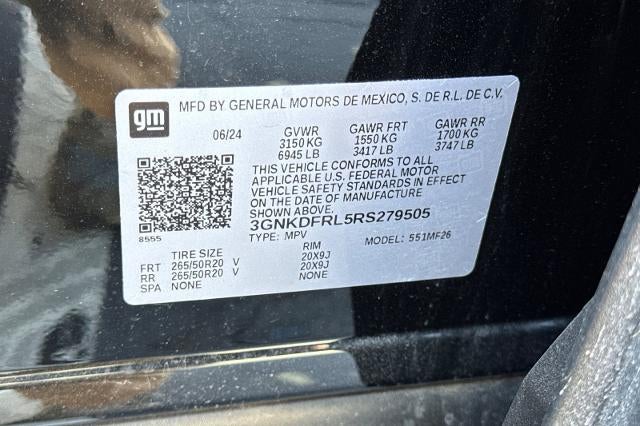 gm MFD BY GENERAL MOTORS DE MEXICO, S. DE R.L. DE C.V.
06/24 GVWR GAWR FRT GAWR RR
3150 KG 1550 KG 1700 KG
6945 LB 3417 LB 3747 LB
THIS VEHICLE CONFORMS TO ALL
APPLICABLE U.S. FEDERAL MOTOR
VEHICLE SAFETY STANDARDS IN EFFECT
ON THE DATE OF MANUFACTURE
SHOWN ABOVE.
3GNKDFRL5RS279505
8555 TYPE: MPV MODEL: 551MF26
TIRE SIZE RIM
FRT 265/50R20 V 20X9J
RR 265/50R20 V 20X9J
SPA NONE NONE